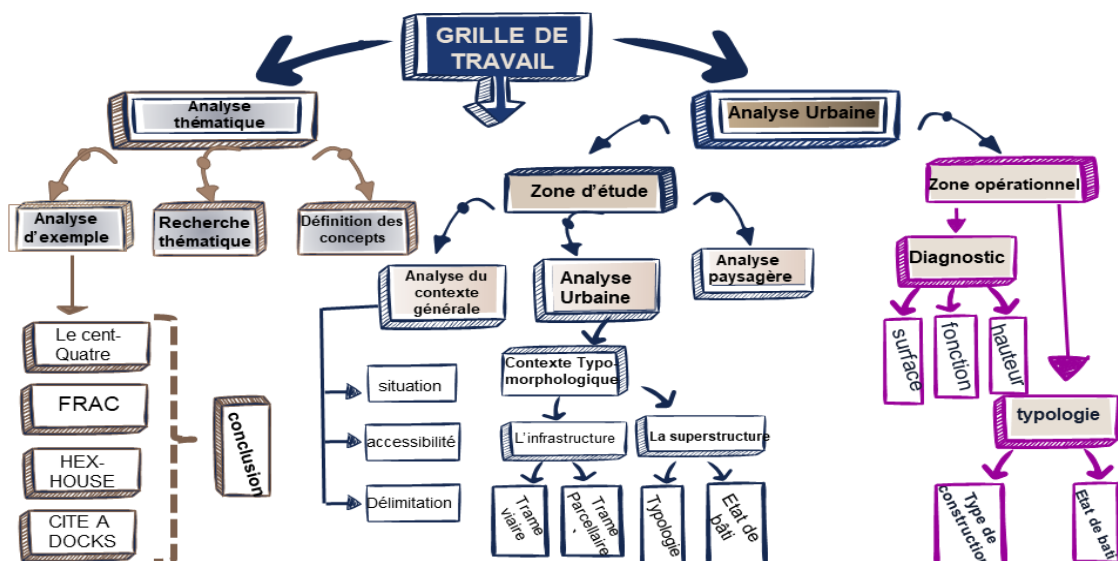 GRILLE DE
TRAVAIL
Analyse
thématique
Analyse Urbaine
Analyse
d'exemple
Recherche
thématique
Définition des
concepts
Zone d'étude
Zone opérationnel
Analyse du
contexte
générale
Analyse
Urbaine
Analyse
paysagère
Diagnostic
surface
fonction
hauteur
typologie
Type de
construction
Etat de bati
Contexte Typo-
morphologique
L'infrastructure
La superstructure
Trame
viaire
Trame
Parcellaire
Typologie
Etat de
bâti
situation
accessibilité
Délimitation
Le cent-
Quatre
FRAC
HEX-
HOUSE
CITE A
DOCKS
conclusion